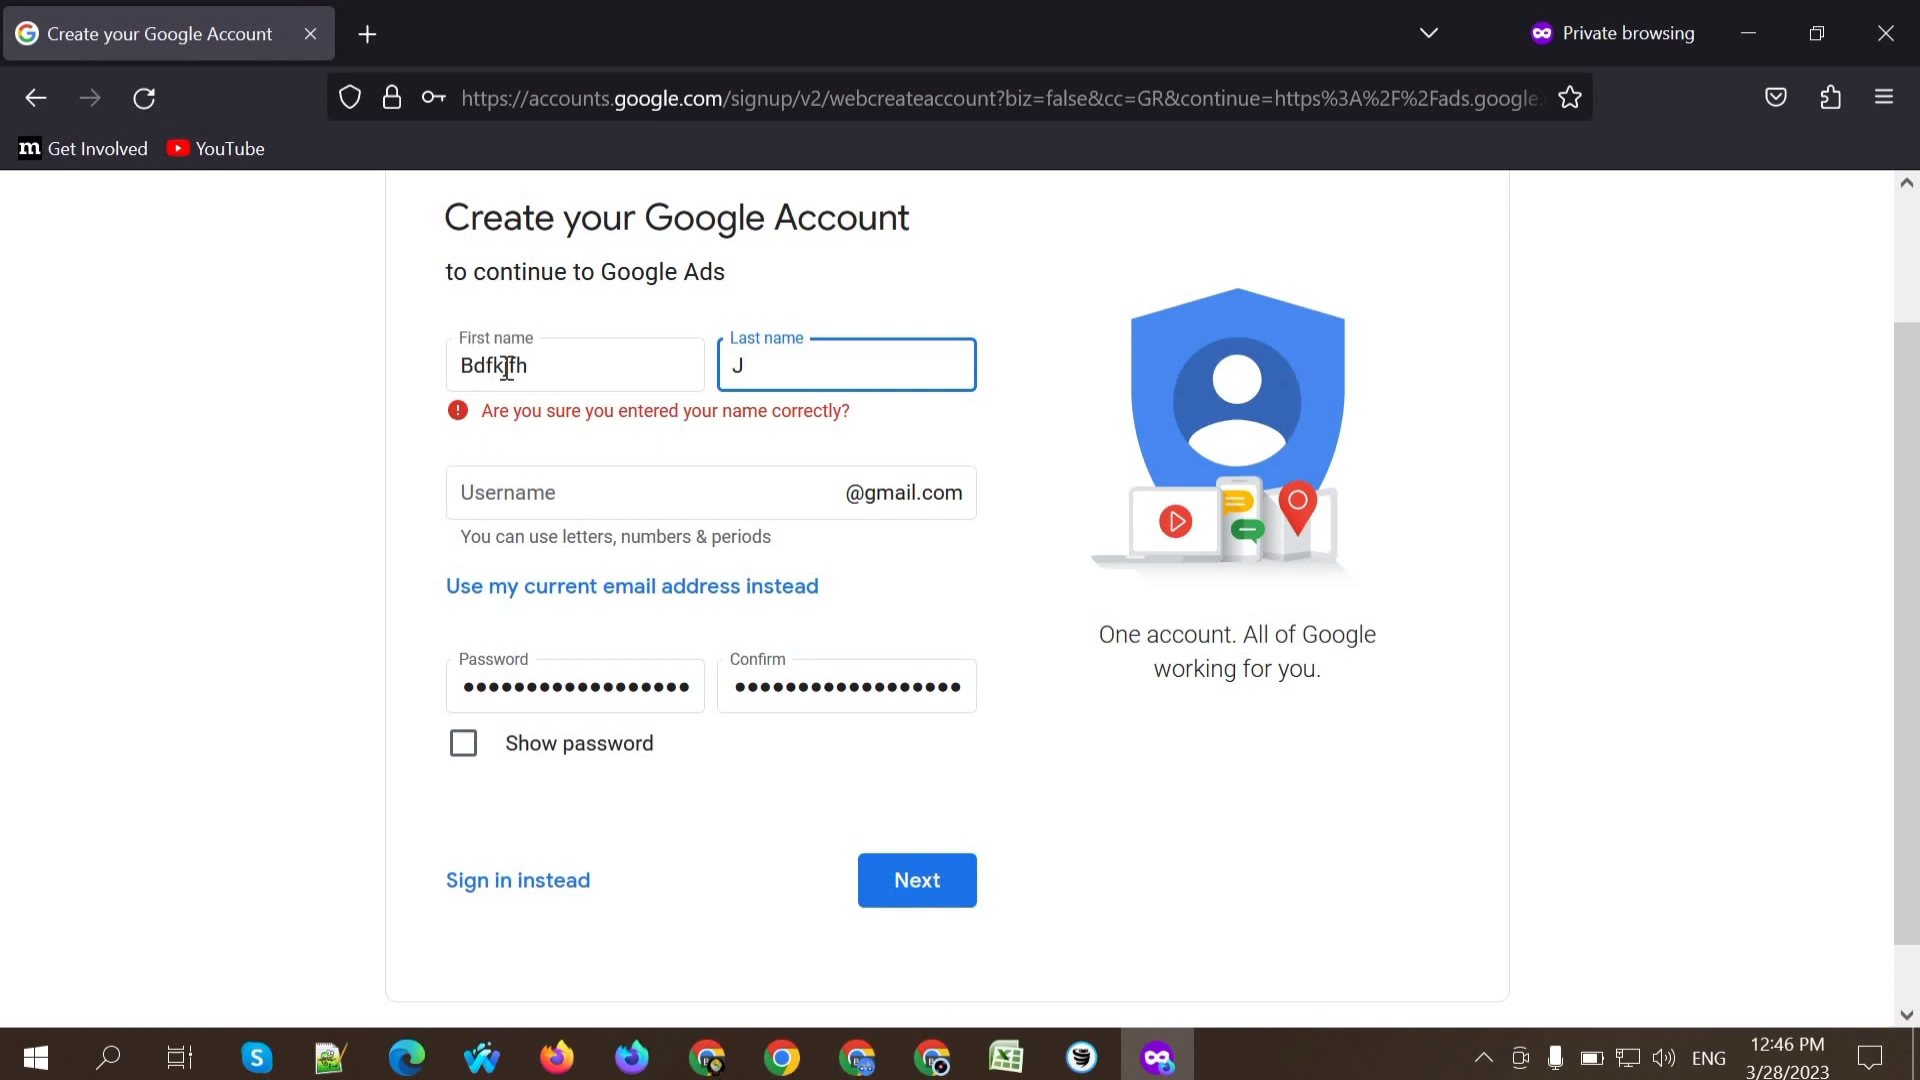 Create your Google Account
Private browsing
https://accounts.google.com/signup/v2/webcreateaccount?biz=false&cc=GR&continue=https%3A%2F%2Fads.google.
m Get Involved
YouTube
Create your Google Account
to continue to Google Ads
First name
Last name
J
Are you sure you entered your name correctly?
Username
@gmail.com
You can use letters, numbers & periods
Use my current email address instead
Password
Confirm
Show password
One account. All of Google
working for you.
Sign in instead
Next
ENG
12:46 PM
3/28/2023